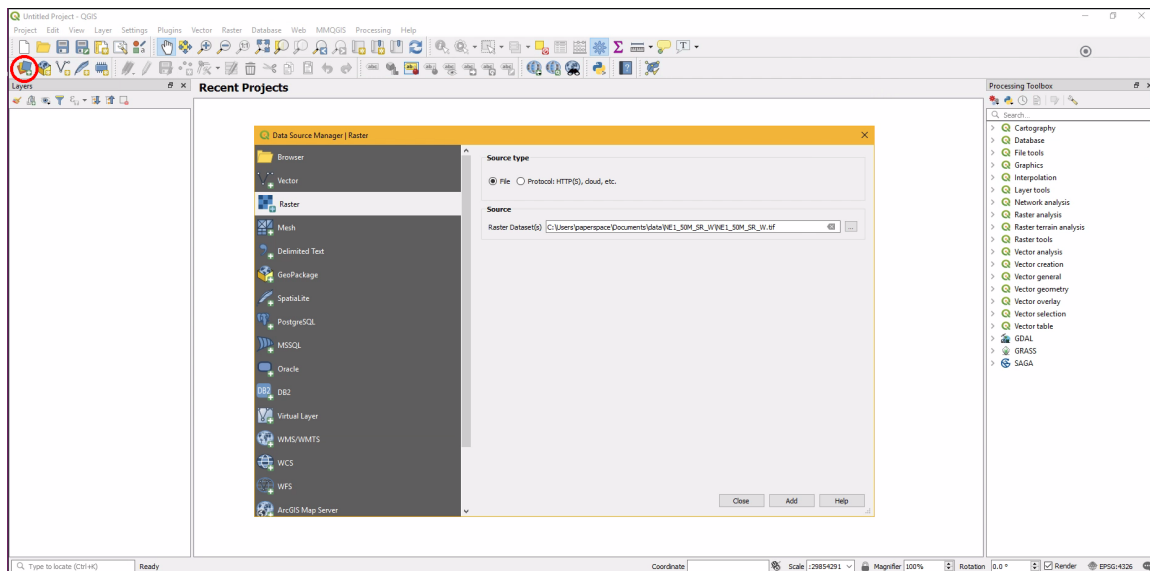 Untitled Project - QGIS
Project Edit View Layer Settings Plugins Vector Raster Database Web MMQGIS Processing Help
Layers
Recent Projects
Data Source Manager | Raster
Browser
Vector
Raster
Mesh
Delimited Text
GeoPackage
SpatiaLite
PostgreSQL
MSSQL
Oracle
DB2
DB2
Virtual Layer
WMS/WMTS
WCS
WFS
ArcGIS Map Server
Source type
File Protocol: HTTP(S), cloud, etc.
Source
Raster Dataset(s) C:\Users\paperspace\Documents\data\NE1_50M_SR_W\NE1_50M_SR_W.tif ...
Close Add Help
Processing Toolbox
Search...
Cartography
Database
File tools
Graphics
Interpolation
Layer tools
Network analysis
Raster analysis
Raster terrain analysis
Raster tools
Vector analysis
Vector creation
Vector general
Vector geometry
Vector overlay
Vector selection
Vector table
GDAL
GRASS
SAGA
Type to locate (Ctrl+K) Ready Coordinate Scale :29854291 Magnifier 100% Rotation 0.0 ° Render EPSG:4326